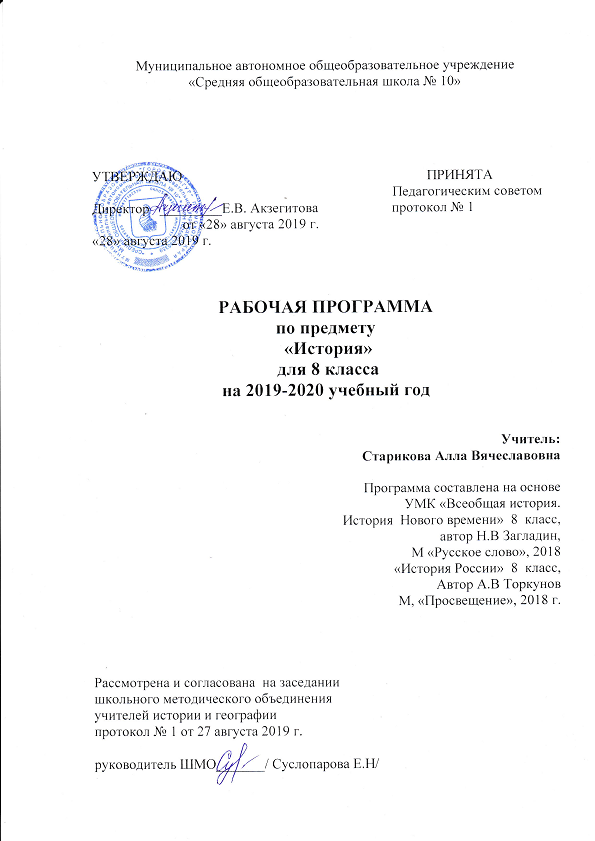 Муниципальное автономное общеобразовательное учреждение
«Средняя общеобразовательная школа № 10»
УТВЕРЖДАЮ
Директор__________Е.В. Акзегитова
от «28» августа 2019 г.
«28» августа 2019 г.
ПРИНЯТА
Педагогическим советом
протокол № 1
РАБОЧАЯ ПРОГРАММА
по предмету
«История»
для 8 класса
на 2019-2020 учебный год
Учитель:
Старикова Алла Вячеславовна
Программа составлена на основе
УМК «Всеобщая история.
История Нового времени» 8 класс,
автор Н.В Загладин,
М «Русское слово», 2018
«История России» 8 класс,
Автор А.В Торкунов
М, «Просвещение», 2018 г.
Рассмотрена и согласована на заседании
школьного методического объединения
учителей истории и географии
протокол № 1 от 27 августа 2019 г.
руководитель ШМО_______/ Суслопарова Е.Н/